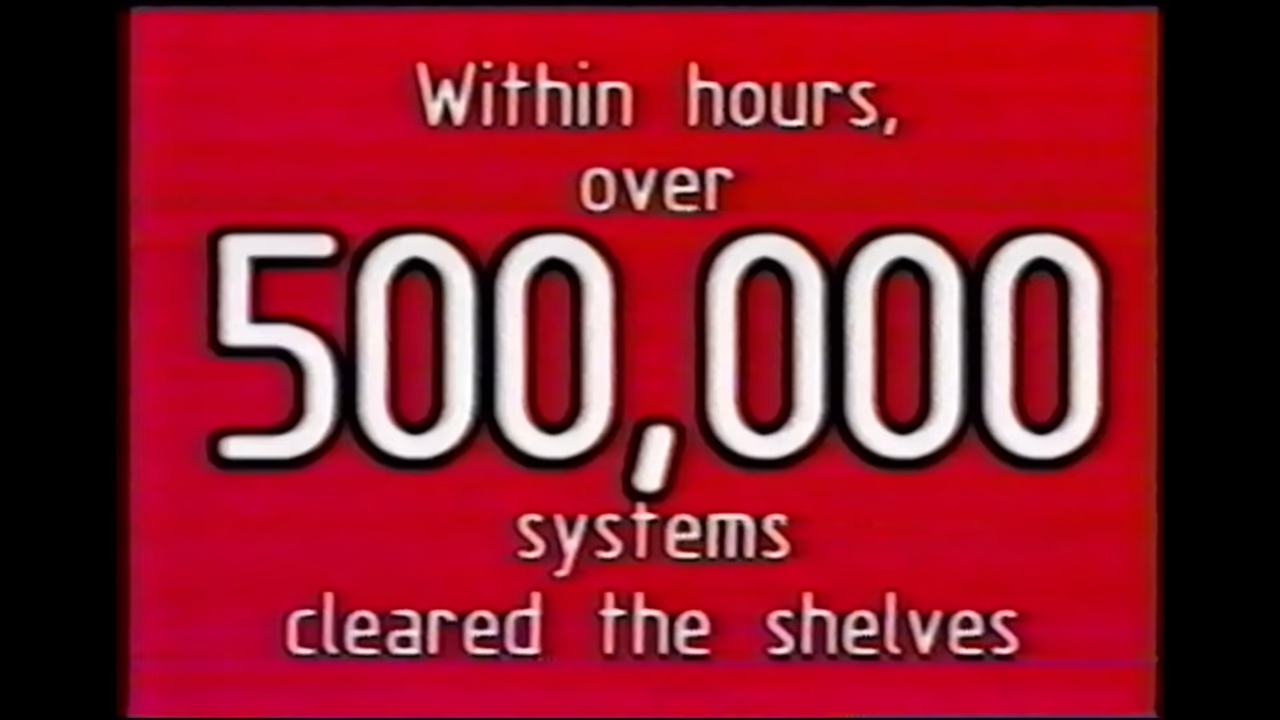 Within hours,
over
500,000
systems
cleared the shelves